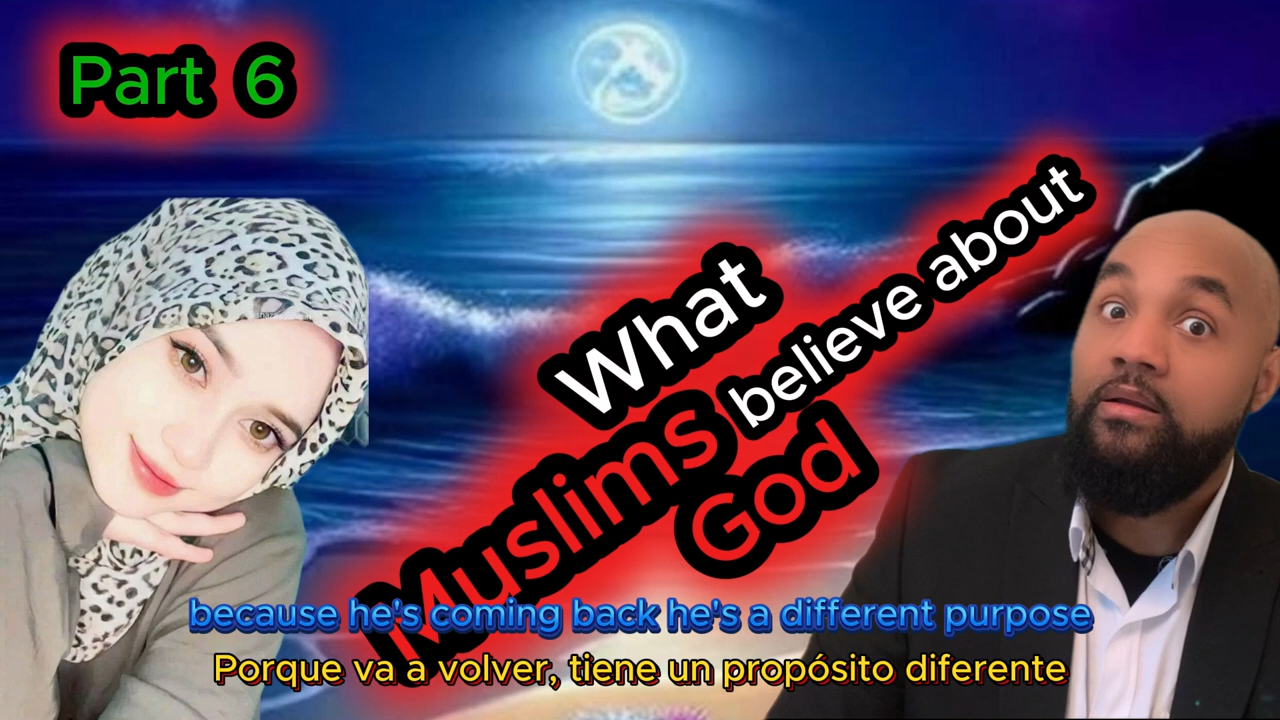 Part 6
What
Muslims believe about
God
because he's coming back he's a different purpose
Porque va a volver, tiene un propósito diferente